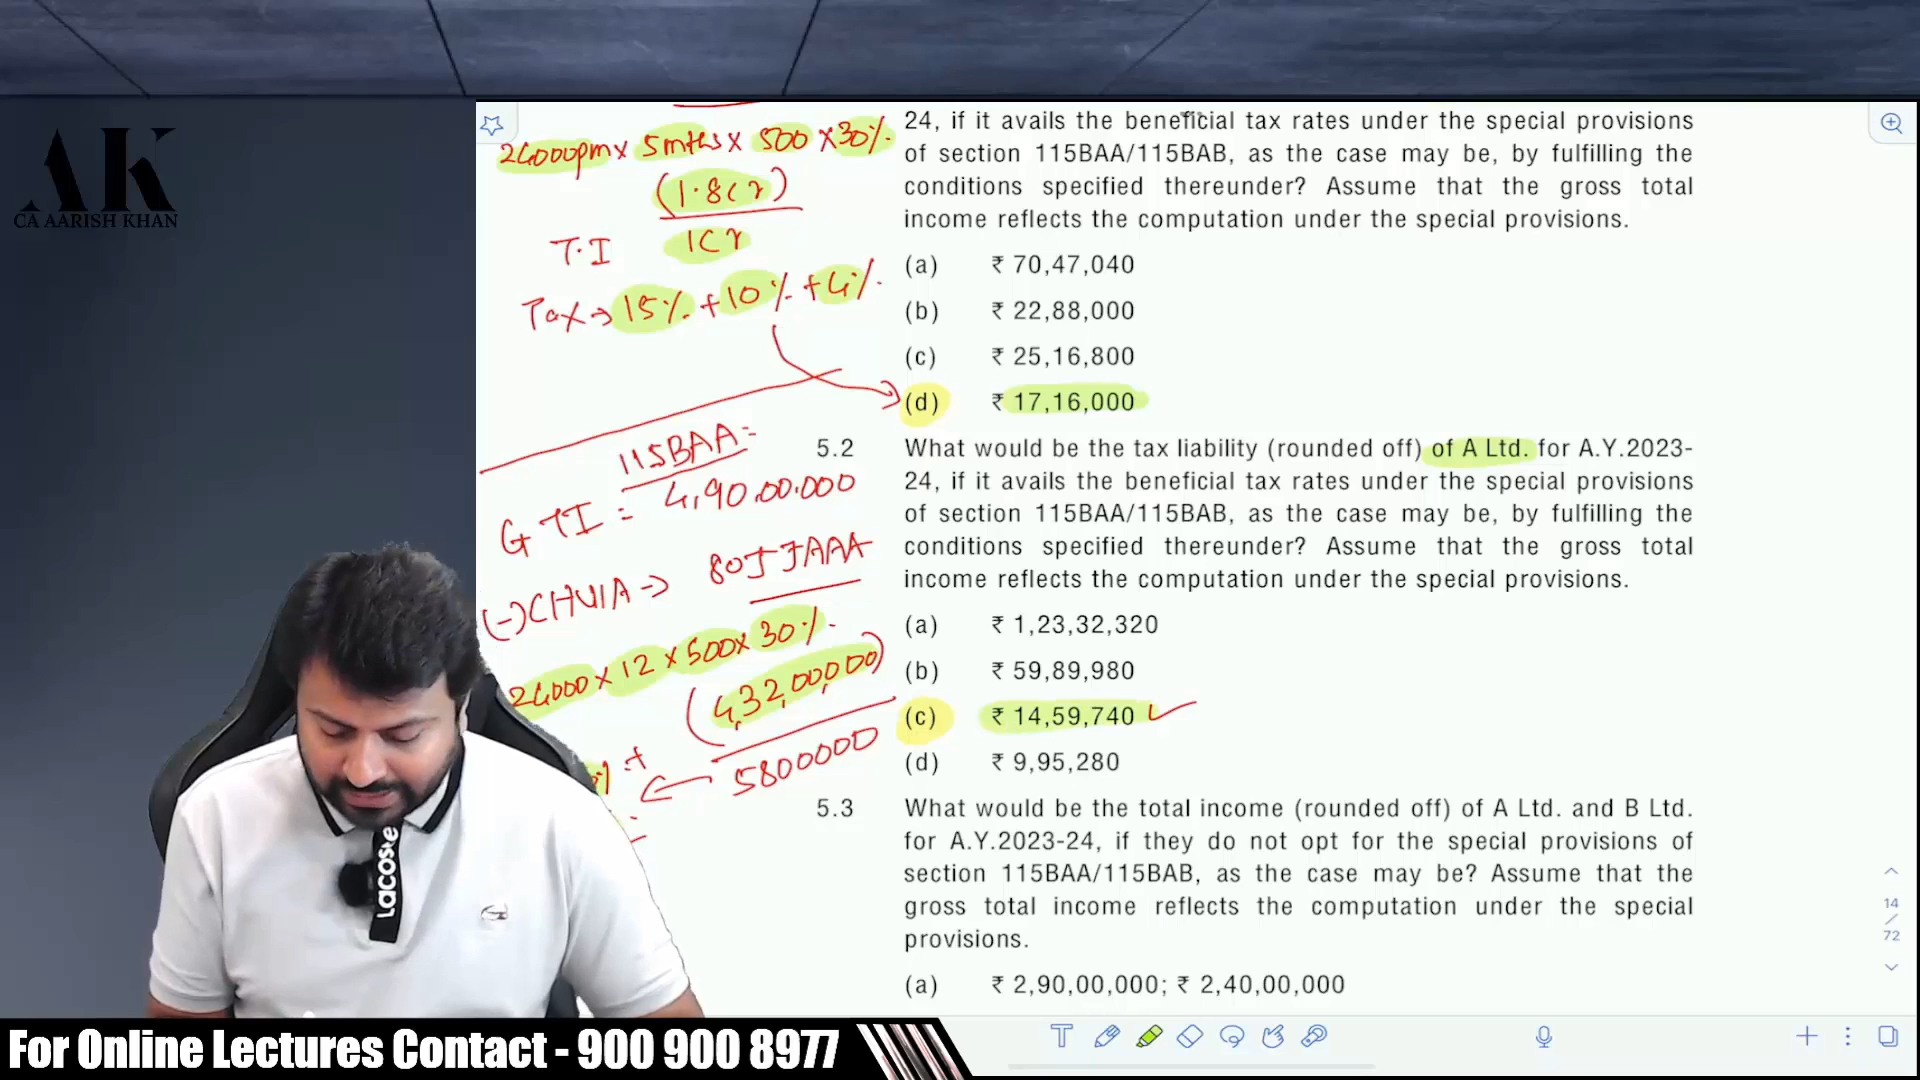 AK
CA AARISH KHAN
24000pm x 5mths x 500 x 30%
(1.8Cr)
T.I 1Cr
Tax → 15% + 10% + 4%
115BAA:
GTI = 4,90,00,000
(-) CHVIA → 80JJAAA
24000 x 12 x 500 x 30%
(4,32,00,000)
5800000
24, if it avails the beneficial tax rates under the special provisions
of section 115BAA/115BAB, as the case may be, by fulfilling the
conditions specified thereunder? Assume that the gross total
income reflects the computation under the special provisions.
(a) ₹ 70,47,040
(b) ₹ 22,88,000
(c) ₹ 25,16,800
(d) ₹ 17,16,000
5.2 What would be the tax liability (rounded off) of A Ltd. for A.Y.2023-
24, if it avails the beneficial tax rates under the special provisions
of section 115BAA/115BAB, as the case may be, by fulfilling the
conditions specified thereunder? Assume that the gross total
income reflects the computation under the special provisions.
(a) ₹ 1,23,32,320
(b) ₹ 59,89,980
(c) ₹ 14,59,740
(d) ₹ 9,95,280
5.3 What would be the total income (rounded off) of A Ltd. and B Ltd.
for A.Y.2023-24, if they do not opt for the special provisions of
section 115BAA/115BAB, as the case may be? Assume that the
gross total income reflects the computation under the special
provisions.
(a) ₹ 2,90,00,000; ₹ 2,40,00,000
14
/
72
Lacoste
For Online Lectures Contact - 900 900 8977